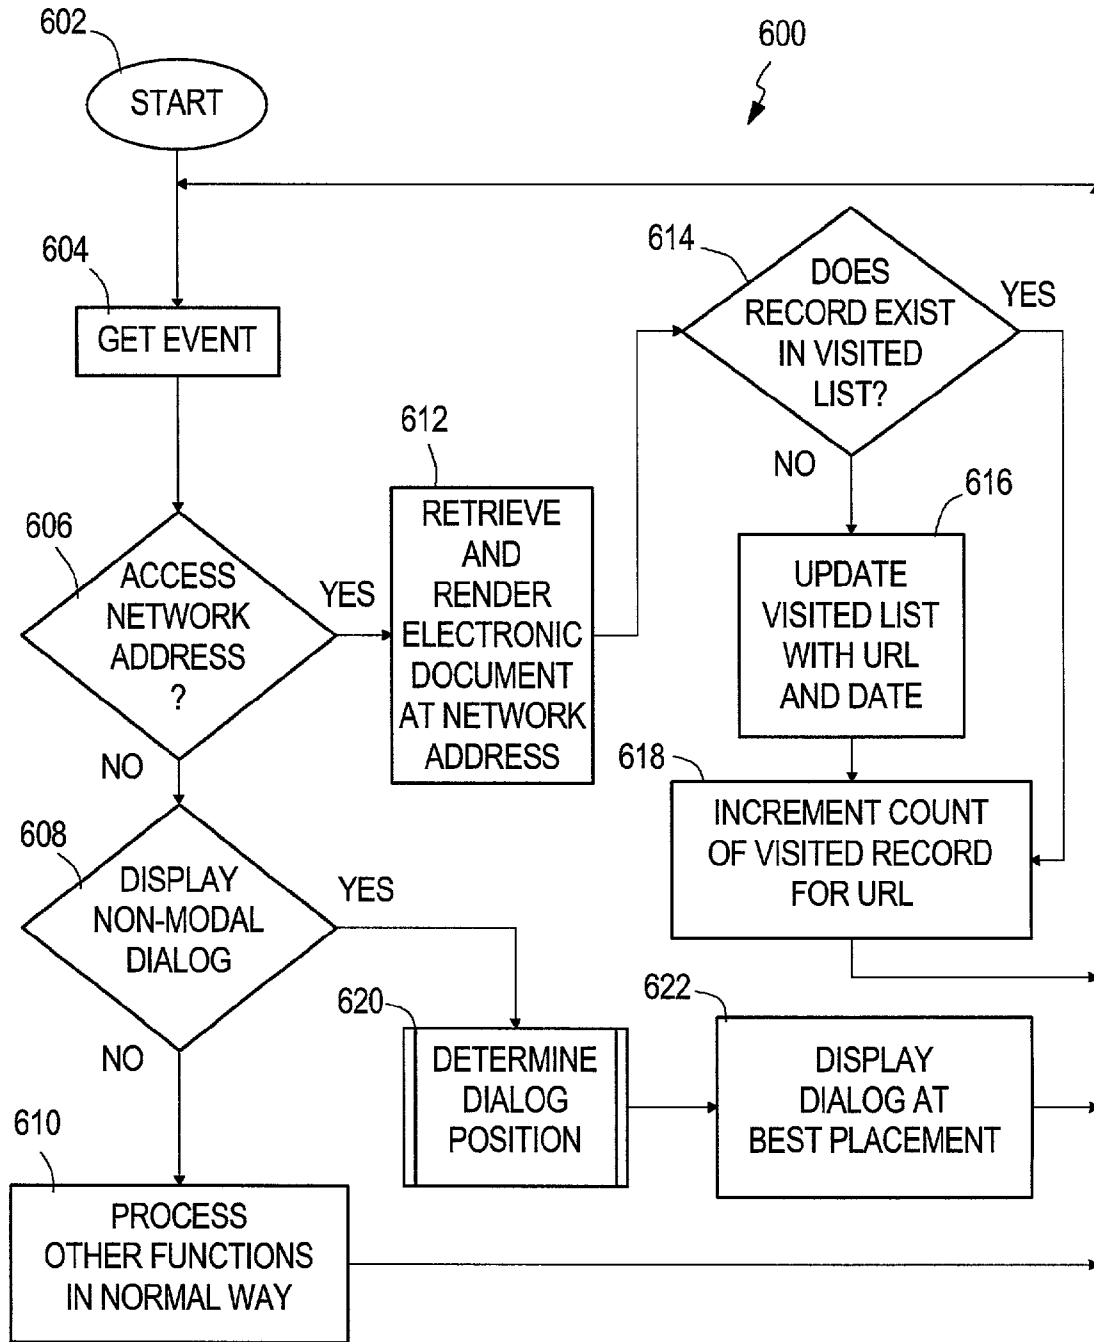 602
START
600
604
GET EVENT
606
ACCESS
NETWORK
ADDRESS
?
YES
NO
612
RETRIEVE
AND
RENDER
ELECTRONIC
DOCUMENT
AT NETWORK
ADDRESS
614
DOES
RECORD EXIST
IN VISITED
LIST?
YES
NO
616
UPDATE
VISITED LIST
WITH URL
AND DATE
618
INCREMENT COUNT
OF VISITED RECORD
FOR URL
608
DISPLAY
NON-MODAL
DIALOG
YES
NO
620
DETERMINE
DIALOG
POSITION
622
DISPLAY
DIALOG AT
BEST PLACEMENT
610
PROCESS
OTHER FUNCTIONS
IN NORMAL WAY